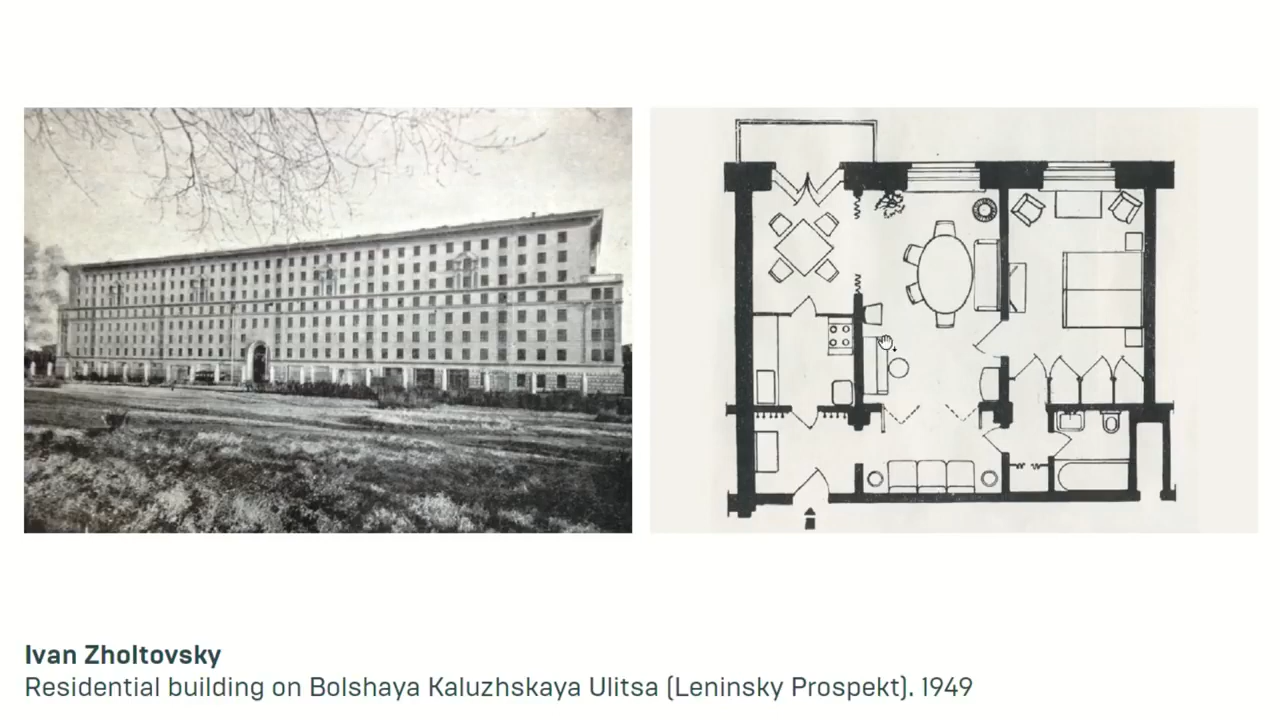 Ivan Zholtovsky
Residential building on Bolshaya Kaluzhskaya Ulitsa (Leninsky Prospekt). 1949